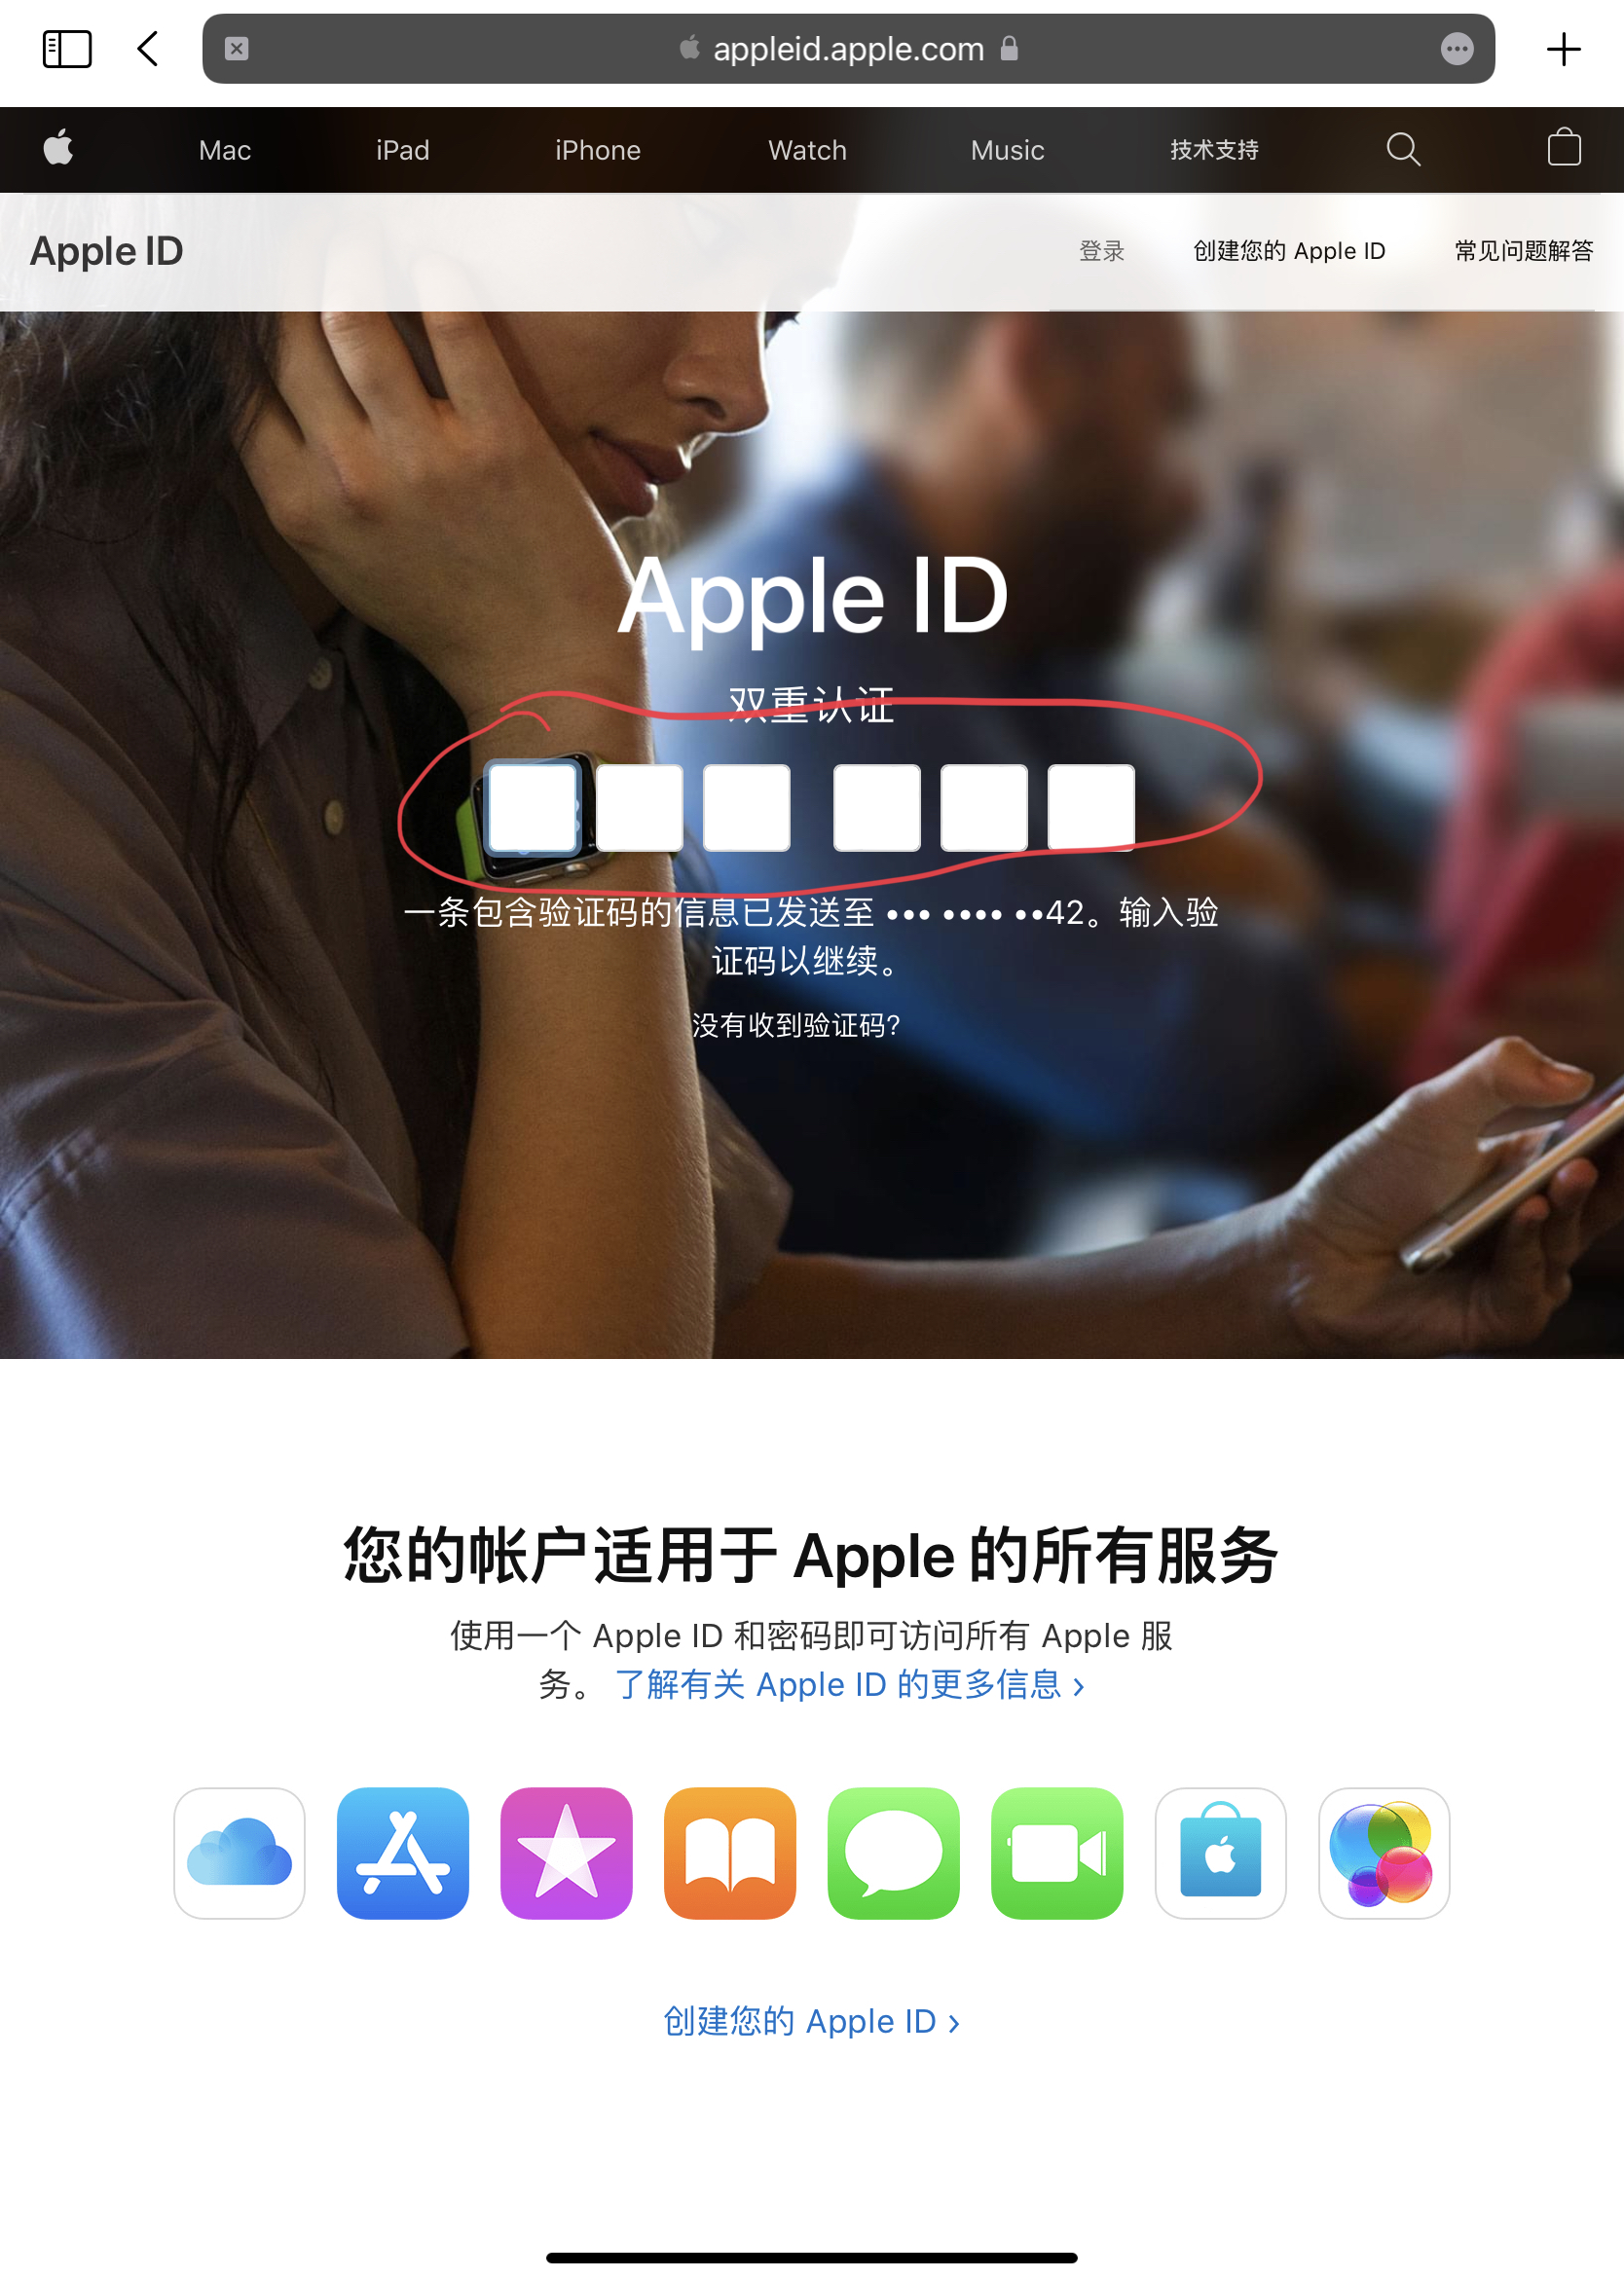 appleid.apple.com
Mac iPad iPhone Watch Music 技术支持
Apple ID 登录 创建您的 Apple ID 常见问题解答
Apple ID
双重认证
一条包含验证码的信息已发送至 ••• •••• ••42。输入验
证码以继续。
没有收到验证码?
您的帐户适用于 Apple 的所有服务
使用一个 Apple ID 和密码即可访问所有 Apple 服
务。 了解有关 Apple ID 的更多信息 ›
创建您的 Apple ID ›